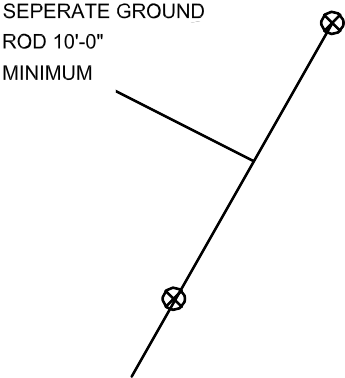 SEPERATE GROUND
ROD 10'-0"
MINIMUM